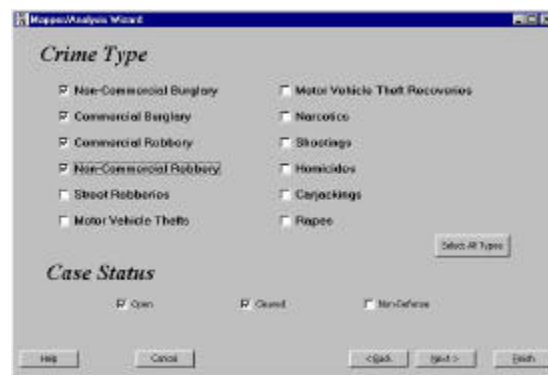 Mapper/Analysis Wizard
Crime Type
Non-Commercial Burglary
Motor Vehicle Theft Recoveries
Commercial Burglary
Narcotics
Commercial Robbery
Shootings
Non-Commercial Robbery
Homicides
Street Robberies
Carjackings
Motor Vehicle Thefts
Rapes
Select All Types
Case Status
Open
Cleared
Help
Cancel
< Back
Next >
Finish